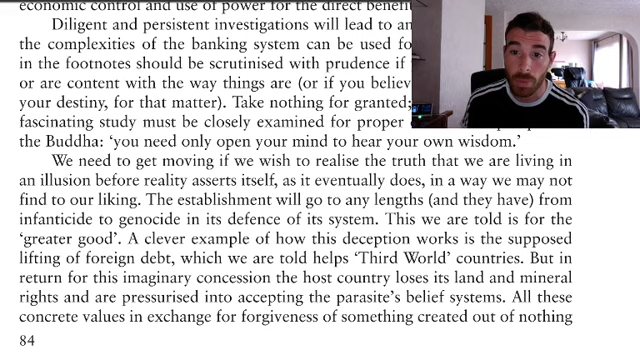 economic control and use of power for the direct benefi
Diligent and persistent investigations will lead to an
the complexities of the banking system can be used fo
in the footnotes should be scrutinised with prudence if
or are content with the way things are (or if you believ
your destiny, for that matter). Take nothing for granted;
fascinating study must be closely examined for proper
the Buddha: ‘you need only open your mind to hear your own wisdom.’
We need to get moving if we wish to realise the truth that we are living in
an illusion before reality asserts itself, as it eventually does, in a way we may not
find to our liking. The establishment will go to any lengths (and they have) from
infanticide to genocide in its defence of its system. This we are told is for the
‘greater good’. A clever example of how this deception works is the supposed
lifting of foreign debt, which we are told helps ‘Third World’ countries. But in
return for this imaginary concession the host country loses its land and mineral
rights and are pressurised into accepting the parasite’s belief systems. All these
concrete values in exchange for forgiveness of something created out of nothing
84